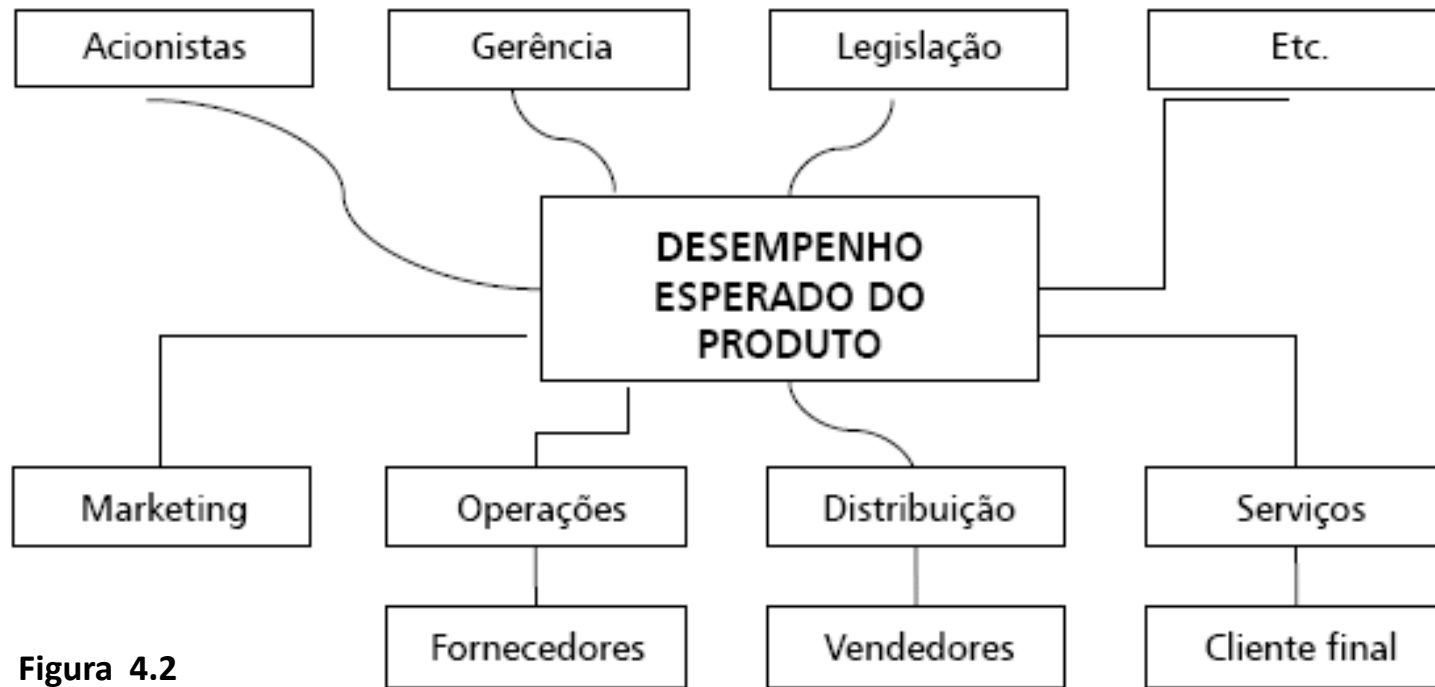 Acionistas
Gerência
Legislação
Etc.
DESEMPENHO
ESPERADO DO
PRODUTO
Marketing
Operações
Distribuição
Serviços
Fornecedores
Vendedores
Cliente final
Figura 4.2